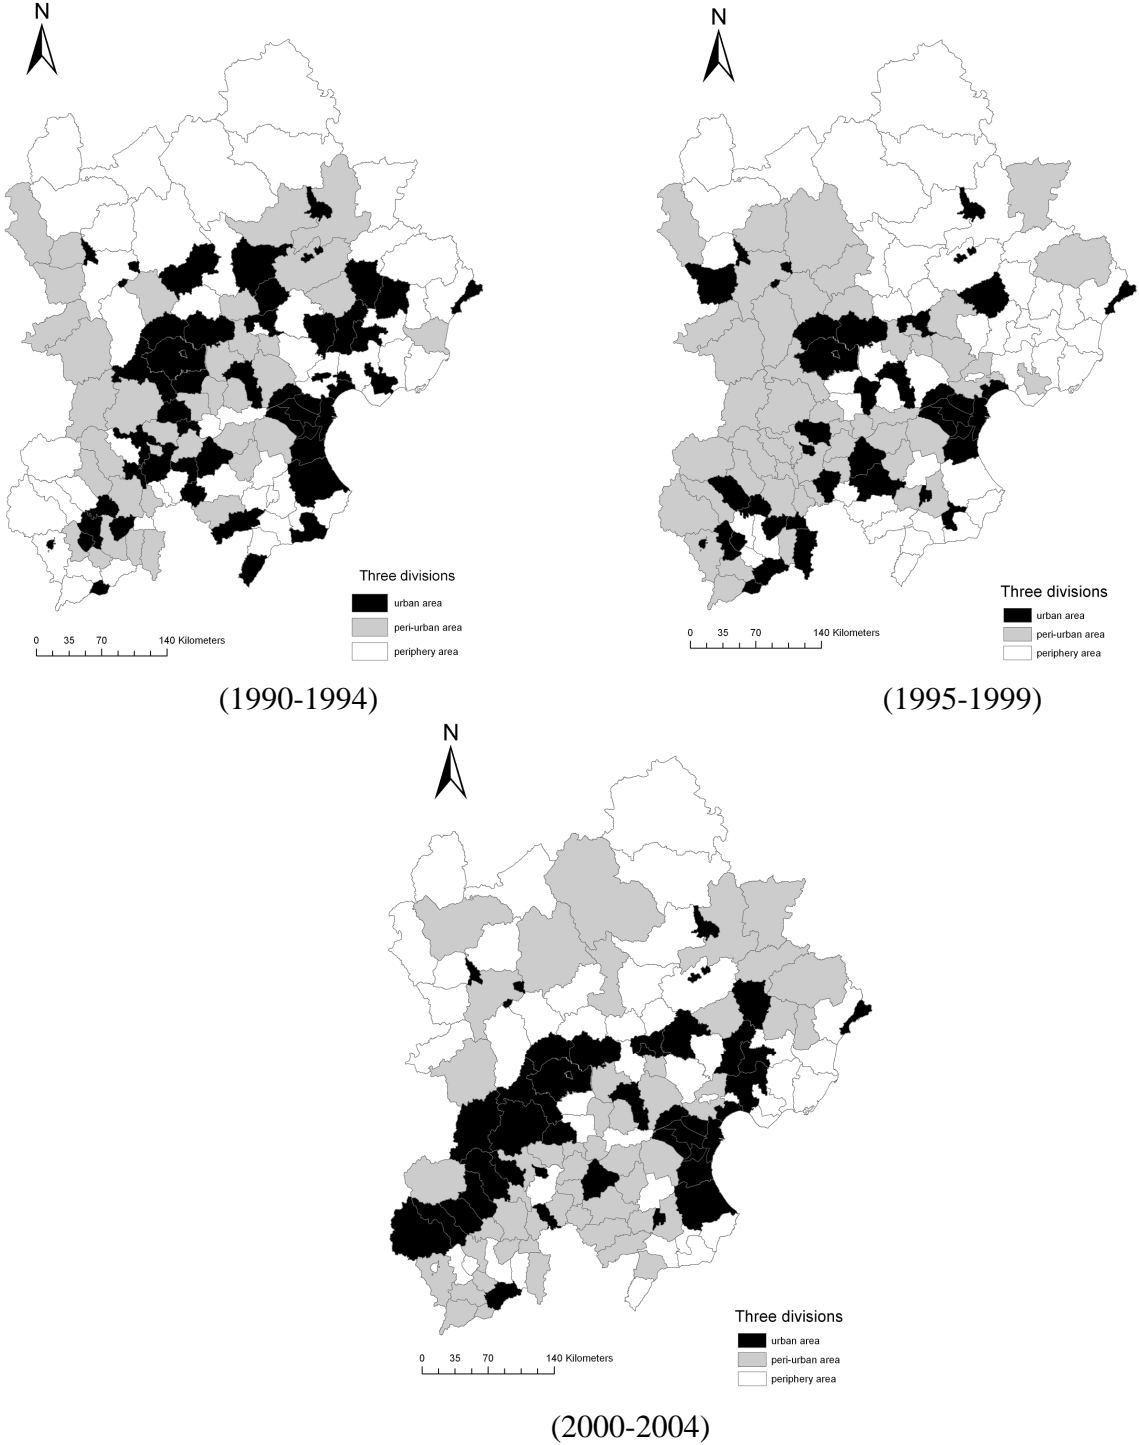 N
Three divisions
urban area
peri-urban area
periphery area
0 35 70 140 Kilometers
(1990-1994)
N
Three divisions
urban area
peri-urban area
periphery area
0 35 70 140 Kilometers
(1995-1999)
N
Three divisions
urban area
peri-urban area
periphery area
0 35 70 140 Kilometers
(2000-2004)